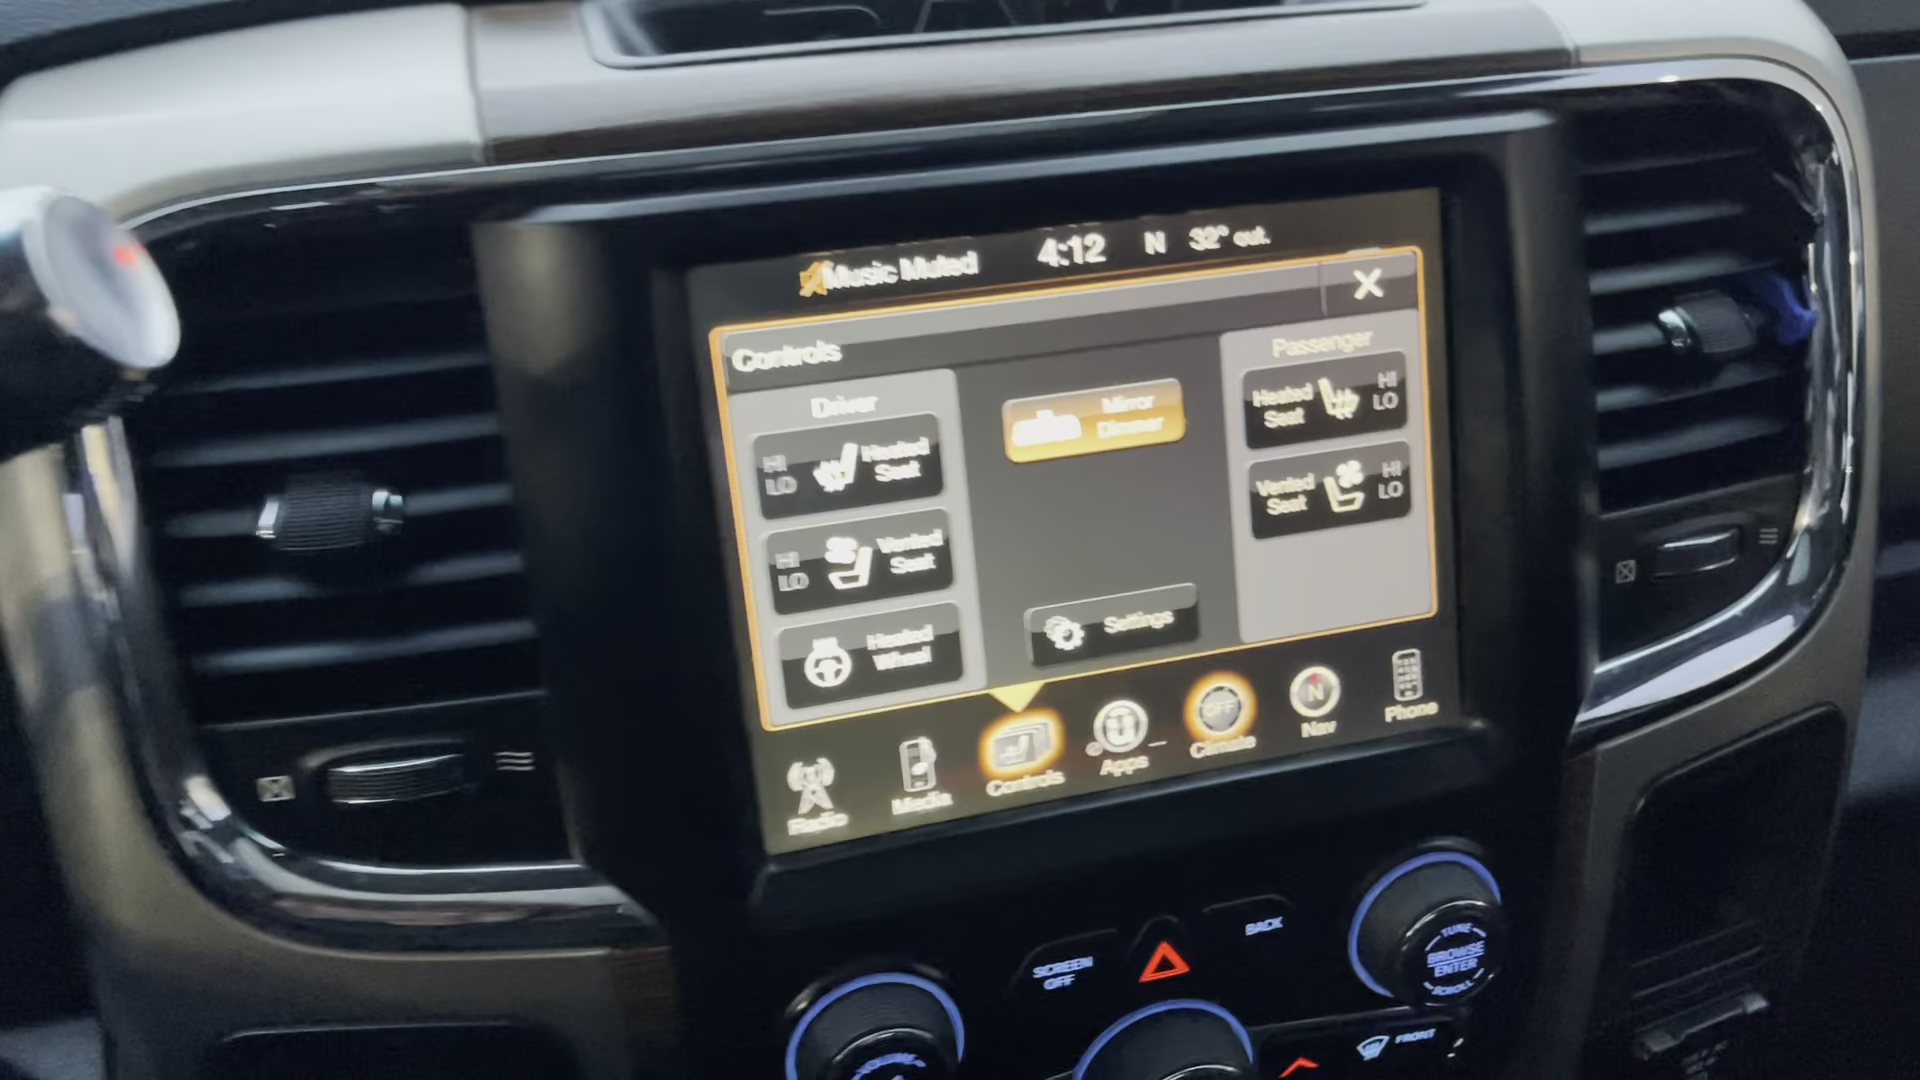 Music Muted 4:12 N 32° out.
X
Controls
Driver
Passenger
HI
LO
Heated
Seat
Mirror
Dimmer
Heated
Seat
HI
LO
HI
LO
Vented
Seat
Vented
Seat
HI
LO
Heated
Wheel
Settings
Radio
Media
Controls
Apps
OFF
Climate
N
Nav
Phone
SCREEN
OFF
BACK
TUNE
BROWSE
ENTER
SCROLL
VOLUME
FRONT